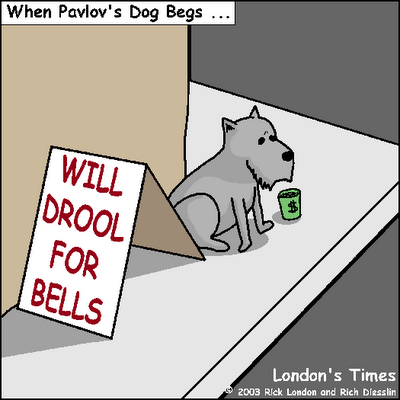 When Pavlov's Dog Begs ...
WILL
DROOL
FOR
BELLS
$
London's Times
© 2003 Rick London and Rich Diesslin